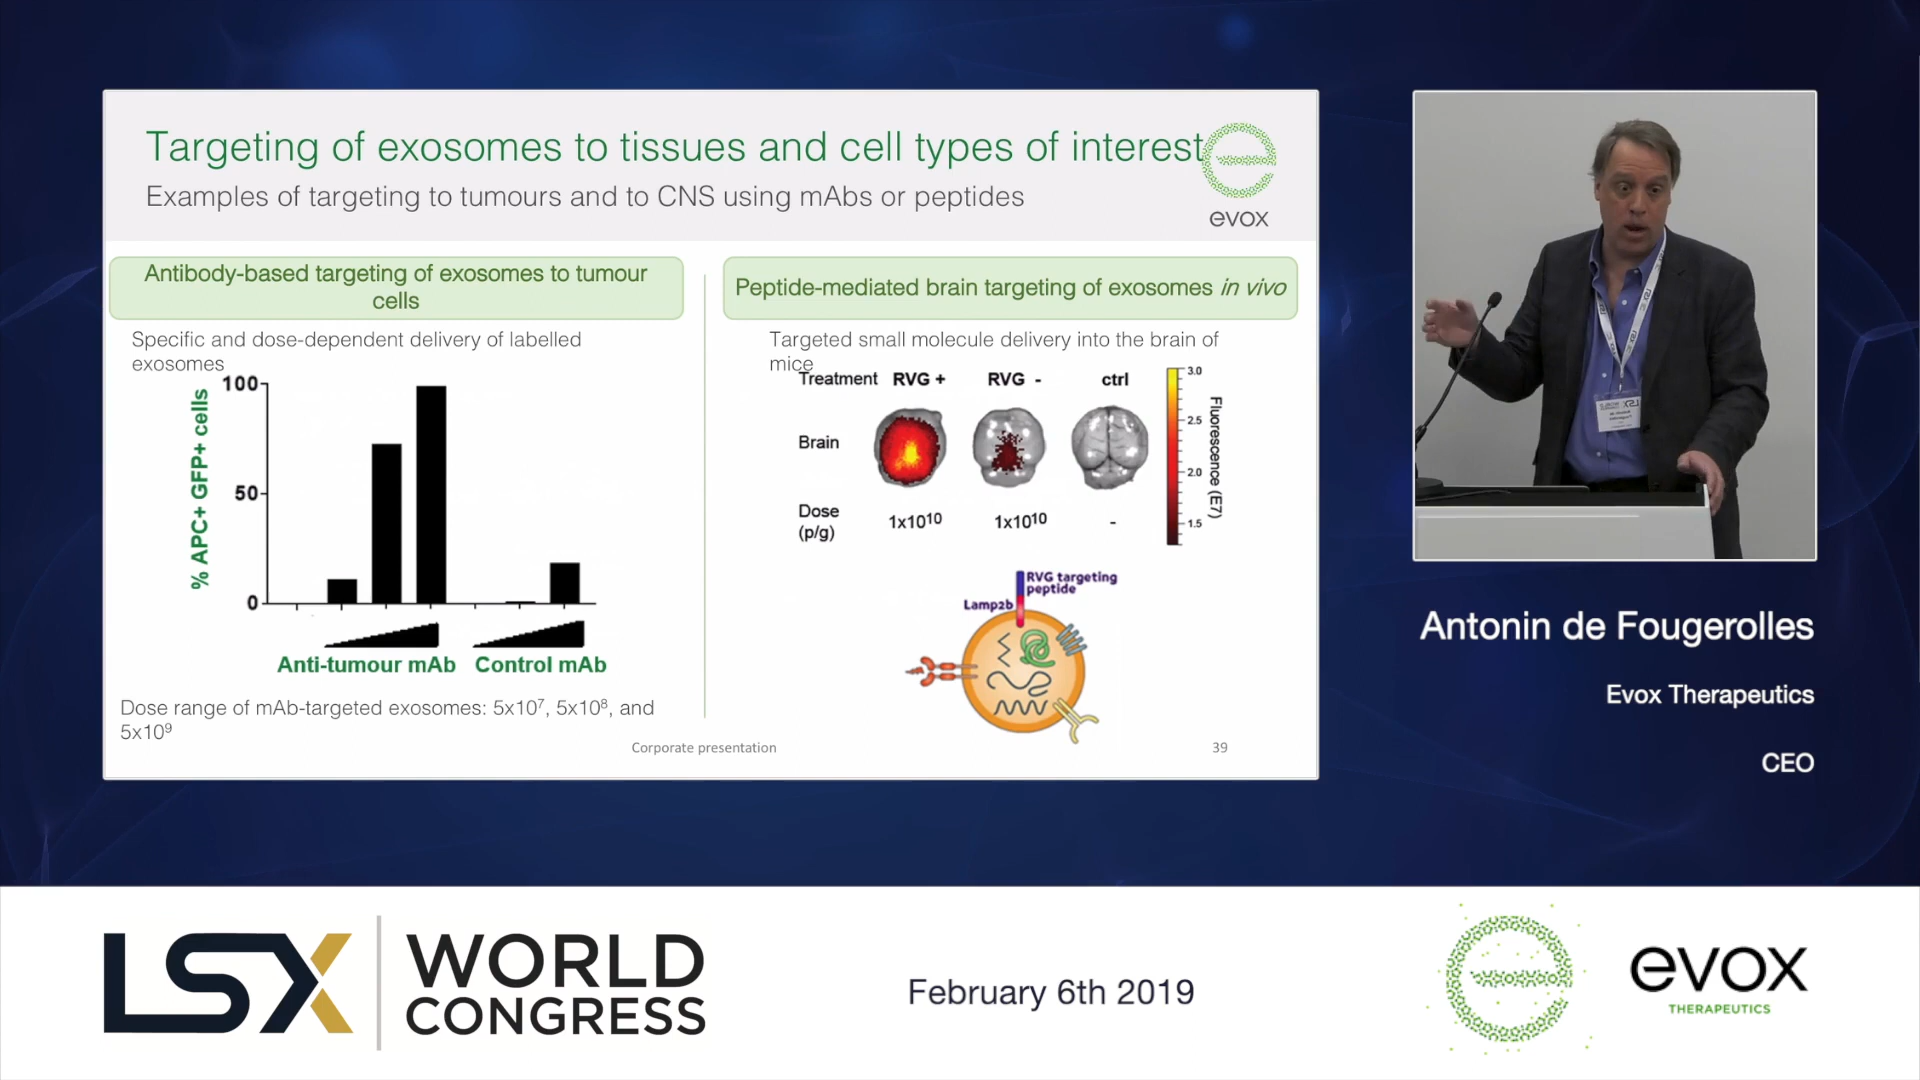 Targeting of exosomes to tissues and cell types of interest
Examples of targeting to tumours and to CNS using mAbs or peptides
evox
Antibody-based targeting of exosomes to tumour
cells
Specific and dose-dependent delivery of labelled
exosomes
% APC+ GFP+ cells
100
50
0
Anti-tumour mAb
Control mAb
Dose range of mAb-targeted exosomes: 5x10⁷, 5x10⁸, and
5x10⁹
Peptide-mediated brain targeting of exosomes in vivo
Targeted small molecule delivery into the brain of
mice
Treatment RVG + RVG - ctrl
Brain
Dose
(p/g)
1x10¹⁰ 1x10¹⁰ -
3.0
2.5
2.0
1.5
Fluorescence (E7)
RVG targeting
peptide
Lamp2b
Corporate presentation
39
Antonin de Fougerolles
Evox Therapeutics
CEO
LSX
WORLD
CONGRESS
February 6th 2019
evox
THERAPEUTICS